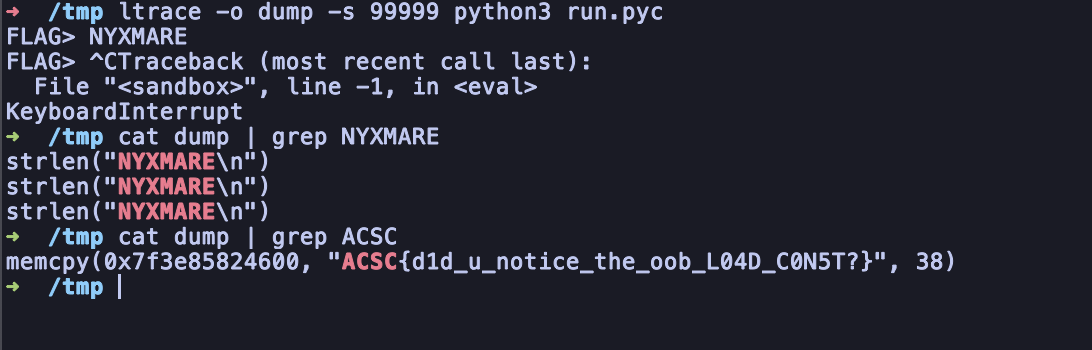 → /tmp ltrace -o dump -s 99999 python3 run.pyc
FLAG> NYXMARE
FLAG> ^CTraceback (most recent call last):
  File "<sandbox>", line -1, in <eval>
KeyboardInterrupt
→ /tmp cat dump | grep NYXMARE
strlen("NYXMARE\n")
strlen("NYXMARE\n")
strlen("NYXMARE\n")
→ /tmp cat dump | grep ACSC
memcpy(0x7f3e85824600, "ACSC{d1d_u_notice_the_oob_L04D_C0N5T?}", 38)
→ /tmp